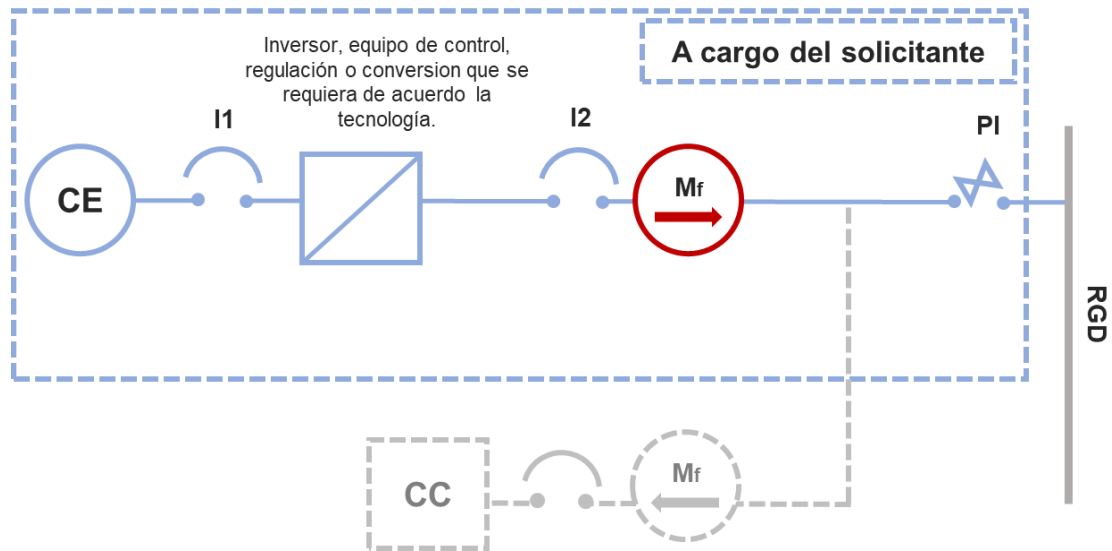 A cargo del solicitante
Inversor, equipo de control,
regulación o conversion que se
requiera de acuerdo la
tecnología.
I1
I2
PI
CE
Mf
RGD
CC
Mf